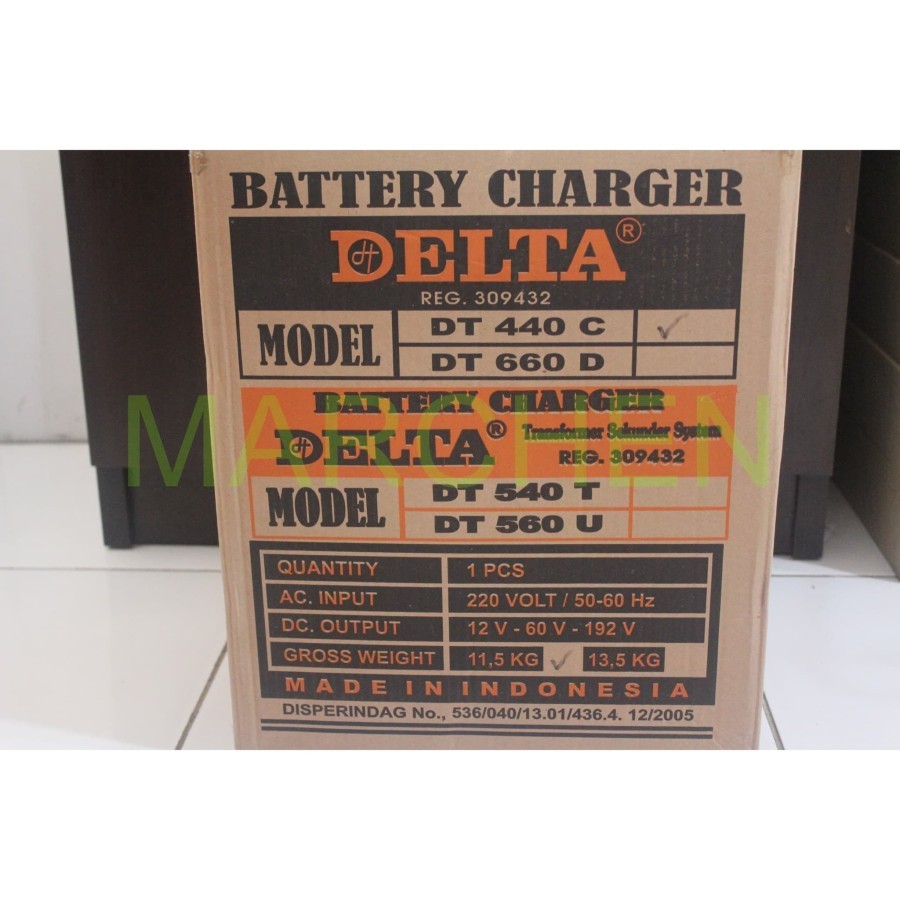 BATTERY CHARGER
DELTA®
REG. 309432
MODEL
DT 440 C ✓
DT 660 D
BATTERY CHARGER
DELTA® Transformer Sekunder System
REG. 309432
MARCHEN
MODEL
DT 540 T
DT 560 U
QUANTITY 1 PCS
AC. INPUT 220 VOLT / 50-60 Hz
DC. OUTPUT 12 V - 60 V - 192 V
GROSS WEIGHT 11,5 KG ✓ 13,5 KG
MADE IN INDONESIA
DISPERINDAG No., 536/040/13.01/436.4. 12/2005